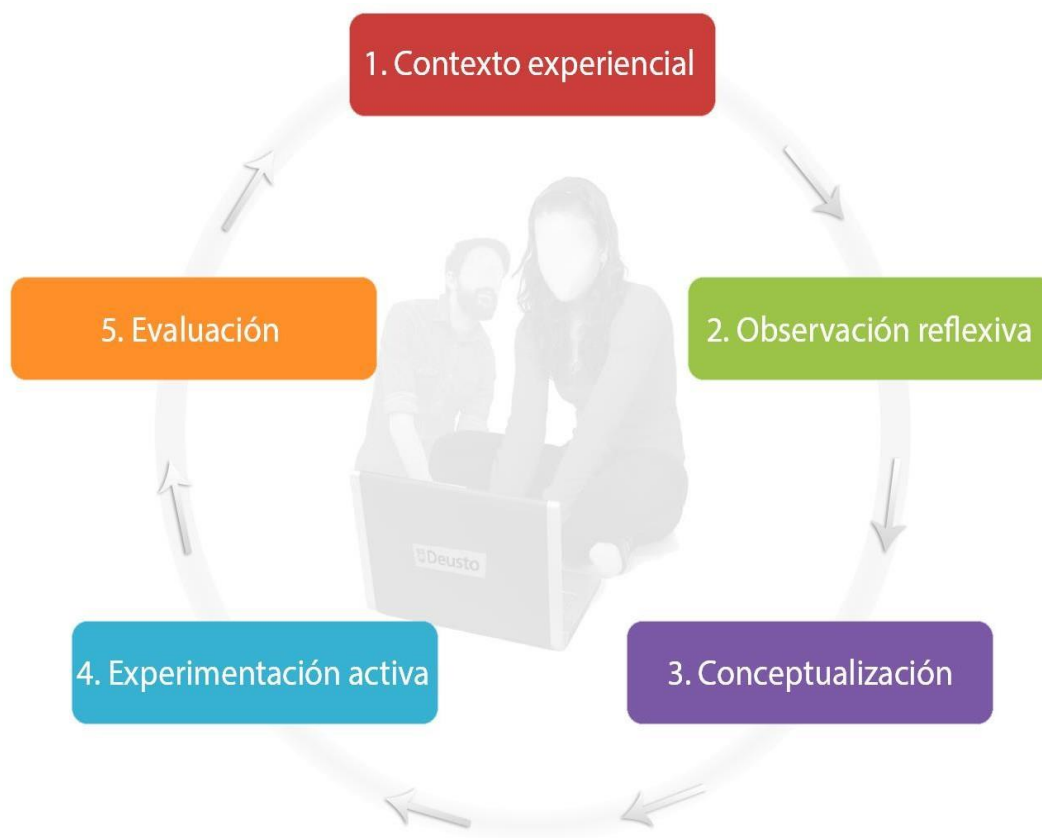 1. Contexto experiencial
2. Observación reflexiva
3. Conceptualización
4. Experimentación activa
5. Evaluación
Deusto